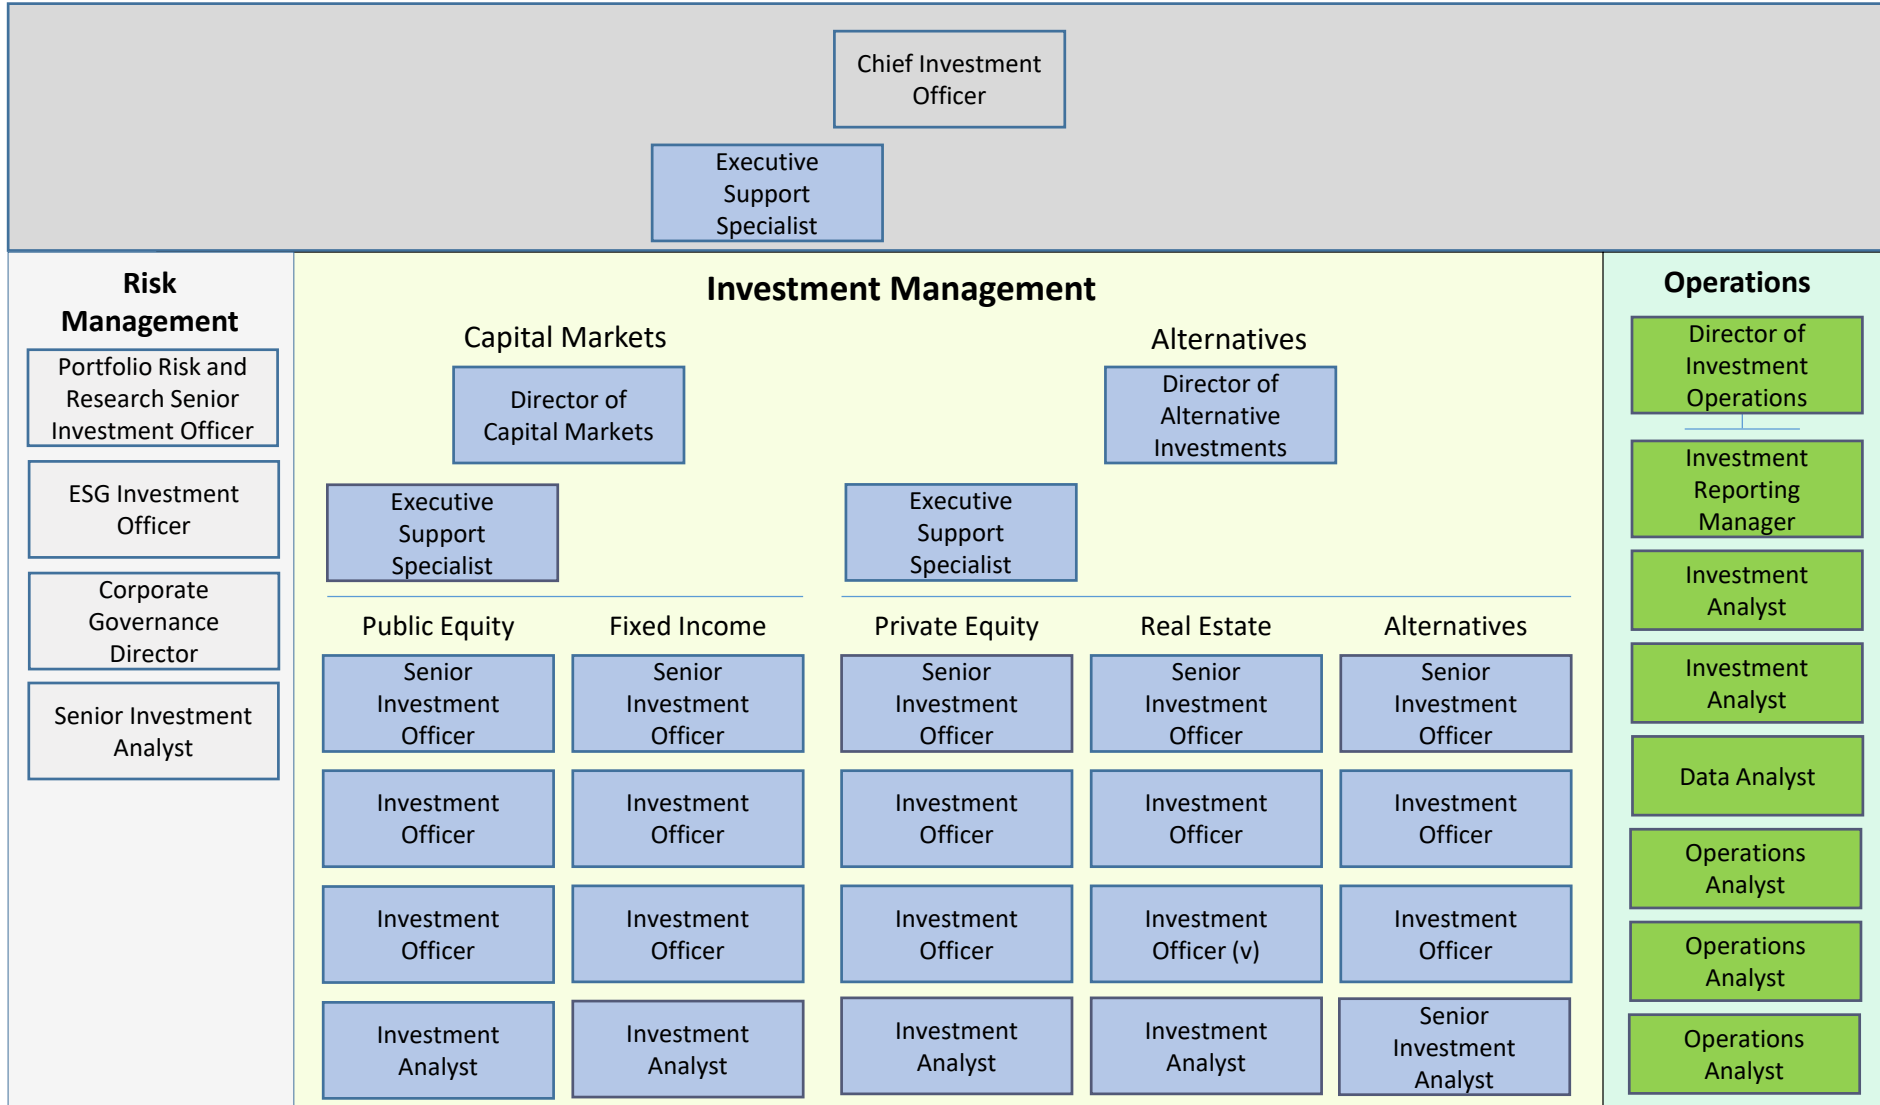 Chief Investment
Officer
Executive
Support
Specialist
Risk
Management
Portfolio Risk and
Research Senior
Investment Officer
ESG Investment
Officer
Corporate
Governance
Director
Senior Investment
Analyst
Investment Management
Capital Markets
Director of
Capital Markets
Executive
Support
Specialist
Public Equity
Senior
Investment
Officer
Investment
Officer
Investment
Officer
Investment
Analyst
Fixed Income
Senior
Investment
Officer
Investment
Officer
Investment
Officer
Investment
Analyst
Alternatives
Director of
Alternative
Investments
Executive
Support
Specialist
Private Equity
Senior
Investment
Officer
Investment
Officer
Investment
Officer
Investment
Analyst
Real Estate
Senior
Investment
Officer
Investment
Officer
Investment
Officer (v)
Investment
Analyst
Alternatives
Senior
Investment
Officer
Investment
Officer
Investment
Officer
Senior
Investment
Analyst
Operations
Director of
Investment
Operations
Investment
Reporting
Manager
Investment
Analyst
Investment
Analyst
Data Analyst
Operations
Analyst
Operations
Analyst
Operations
Analyst